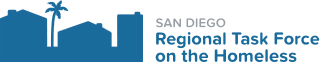 SAN DIEGO
Regional Task Force
on the Homeless